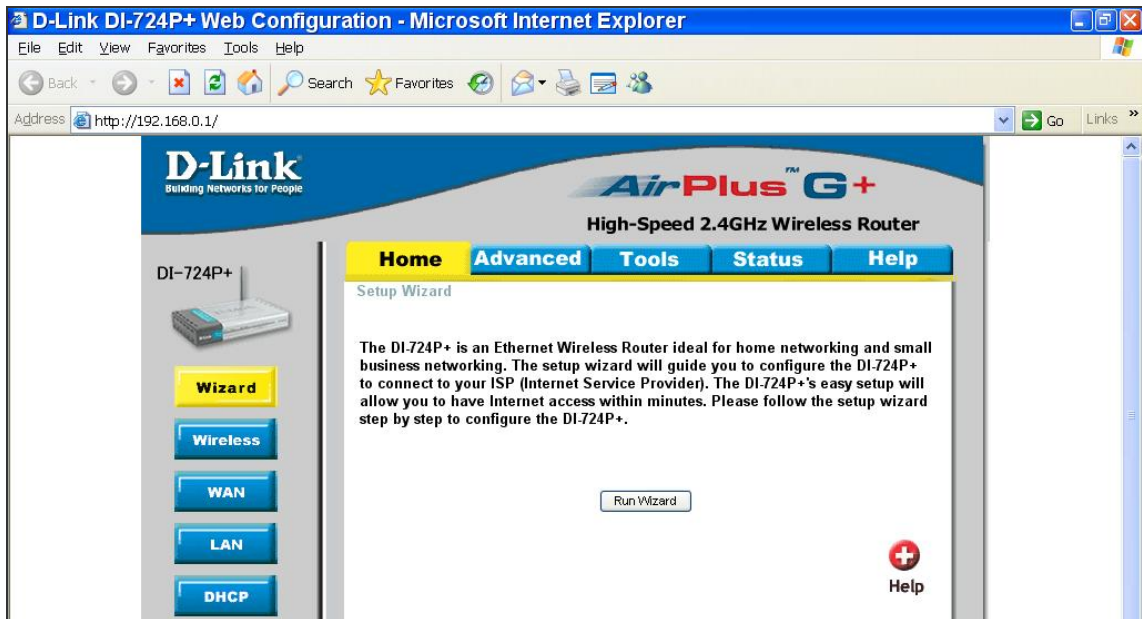 D-Link DI-724P+ Web Configuration - Microsoft Internet Explorer
File Edit View Favorites Tools Help
Back Search Favorites
Address http://192.168.0.1/ Go Links »
D-Link
Building Networks for People
AirPlus™ G+
High-Speed 2.4GHz Wireless Router
DI-724P+
Home Advanced Tools Status Help
Setup Wizard
The DI-724P+ is an Ethernet Wireless Router ideal for home networking and small
business networking. The setup wizard will guide you to configure the DI-724P+
to connect to your ISP (Internet Service Provider). The DI-724P+'s easy setup will
allow you to have Internet access within minutes. Please follow the setup wizard
step by step to configure the DI-724P+.
Wizard
Wireless
WAN
LAN
DHCP
Run Wizard
Help